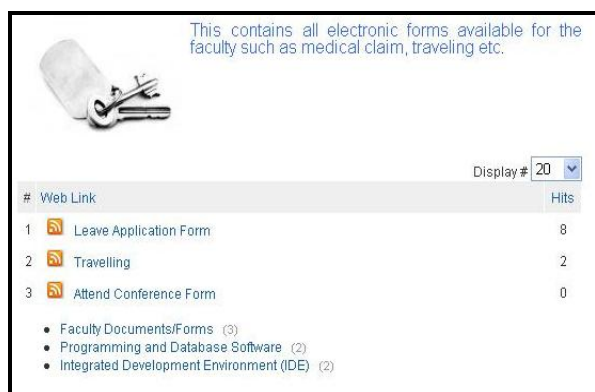 This contains all electronic forms available for the
faculty such as medical claim, traveling etc.
Display # 20
# Web Link Hits
1 Leave Application Form 8
2 Travelling 2
3 Attend Conference Form 0
Faculty Documents/Forms (3)
Programming and Database Software (2)
Integrated Development Environment (IDE) (2)